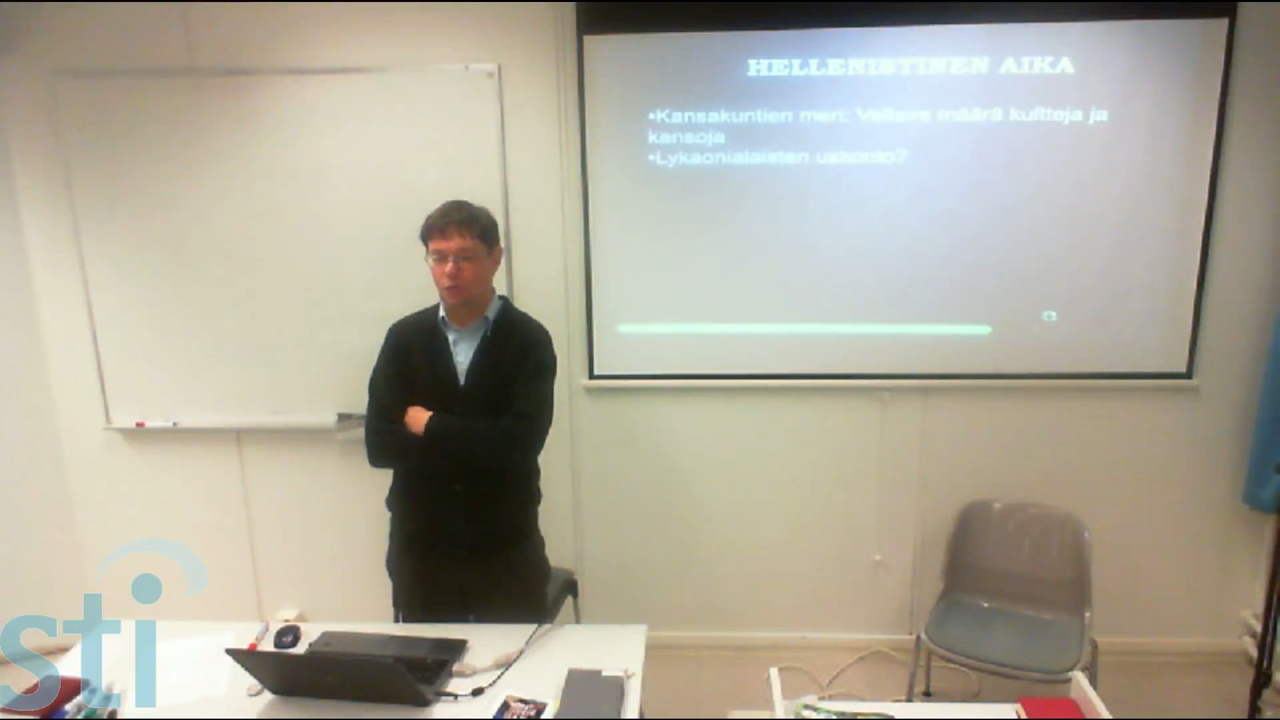 HELLENISTINEN AIKA
•Kansakuntien meri: Valtava määrä kultteja ja
kansoja
•Lykaonialaisten uskonto?
sti